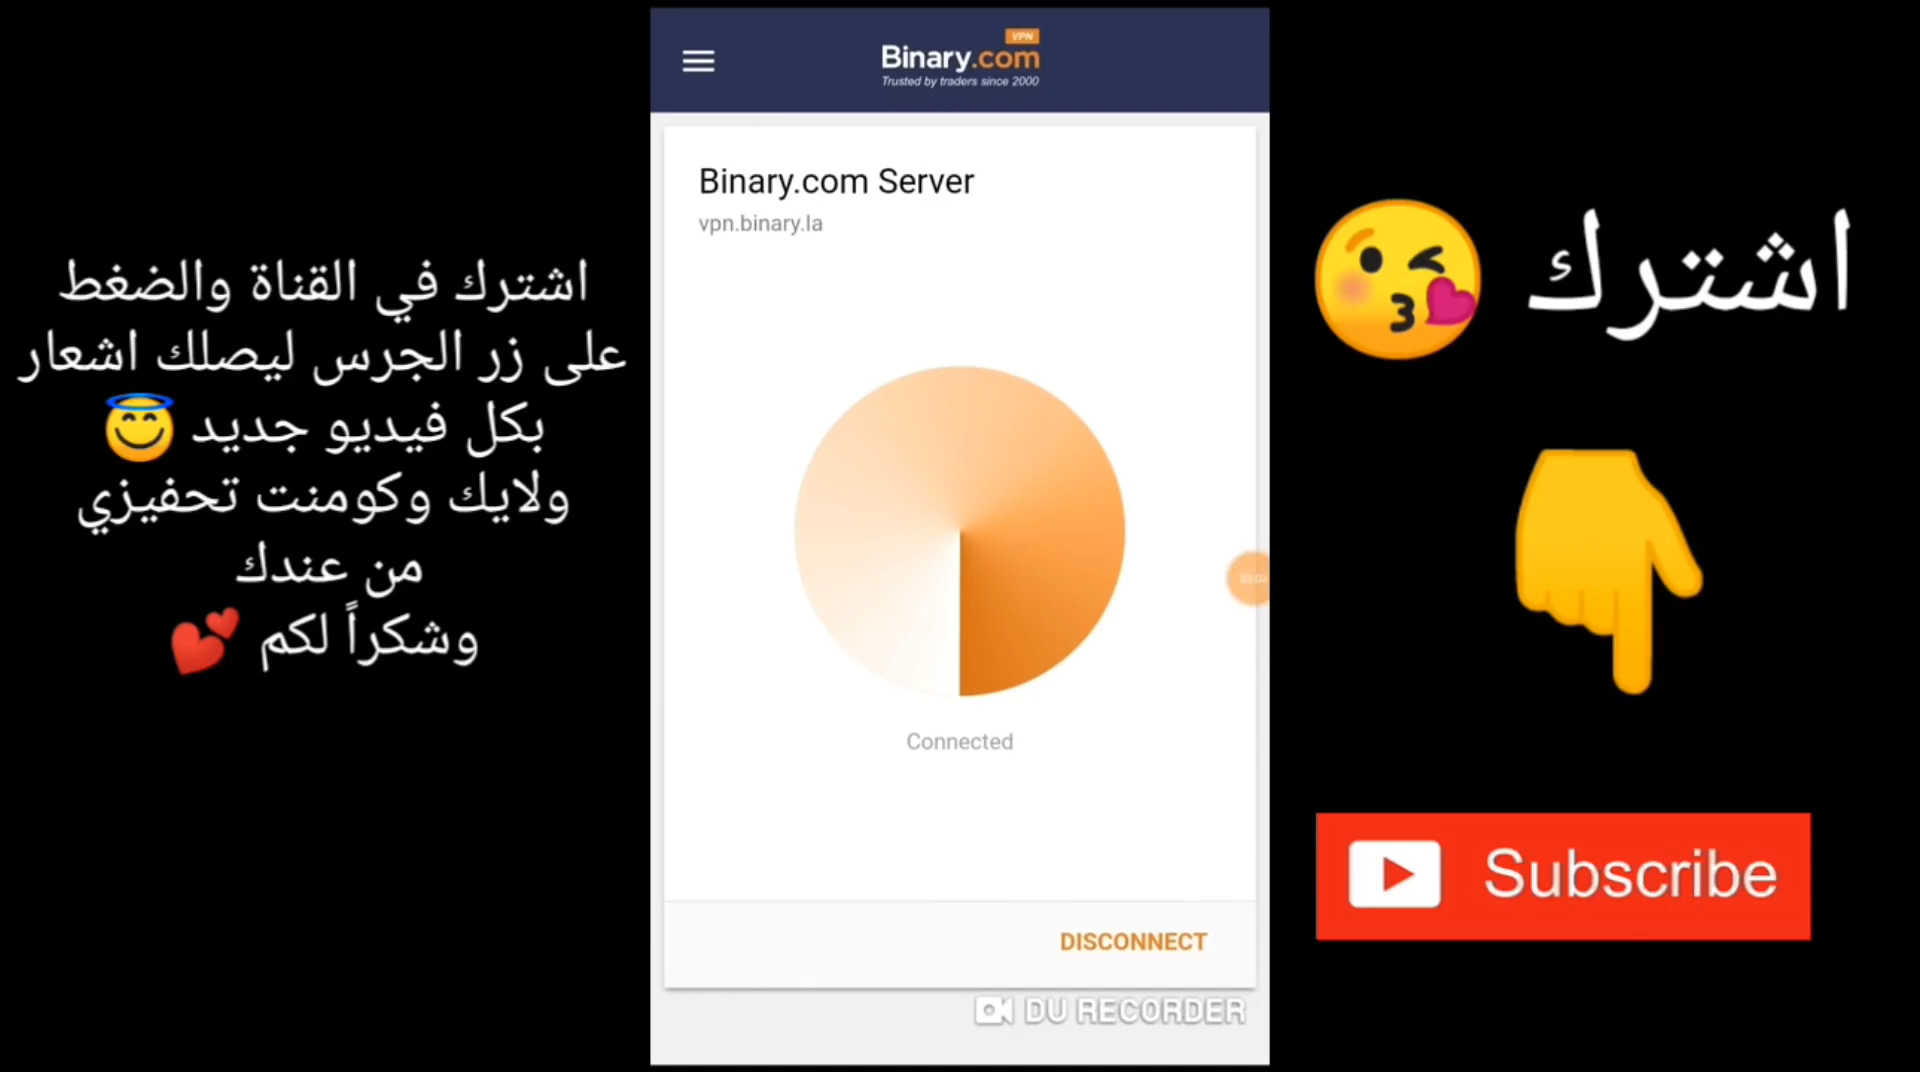 اشترك في القناة والضغط
على زر الجرس ليصلك اشعار
بكل فيديو جديد 😇
ولايك وكومنت تحفيزي
من عندك
وشكراً لكم 💕
VPN
Binary.com
Trusted by traders since 2000
Binary.com Server
vpn.binary.la
Connected
DISCONNECT
DU RECORDER
اشترك 😘
Subscribe